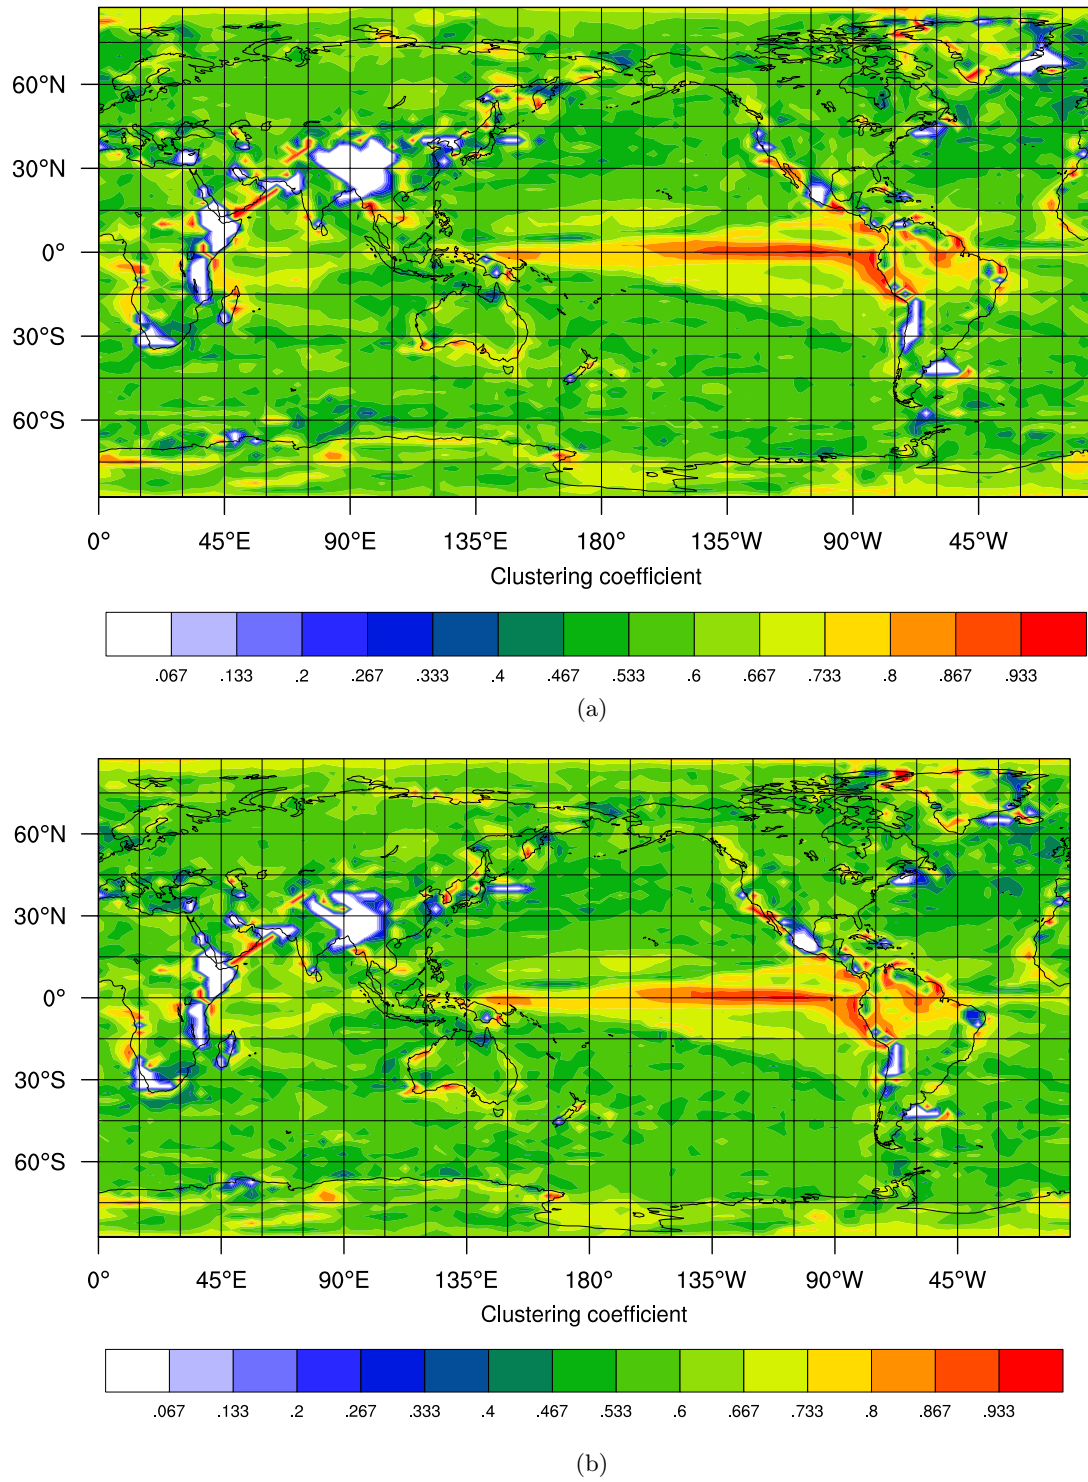 60°N
30°N
0°
30°S
60°S
0° 45°E 90°E 135°E 180° 135°W 90°W 45°W
Clustering coefficient
.067 .133 .2 .267 .333 .4 .467 .533 .6 .667 .733 .8 .867 .933
(a)
60°N
30°N
0°
30°S
60°S
0° 45°E 90°E 135°E 180° 135°W 90°W 45°W
Clustering coefficient
.067 .133 .2 .267 .333 .4 .467 .533 .6 .667 .733 .8 .867 .933
(b)